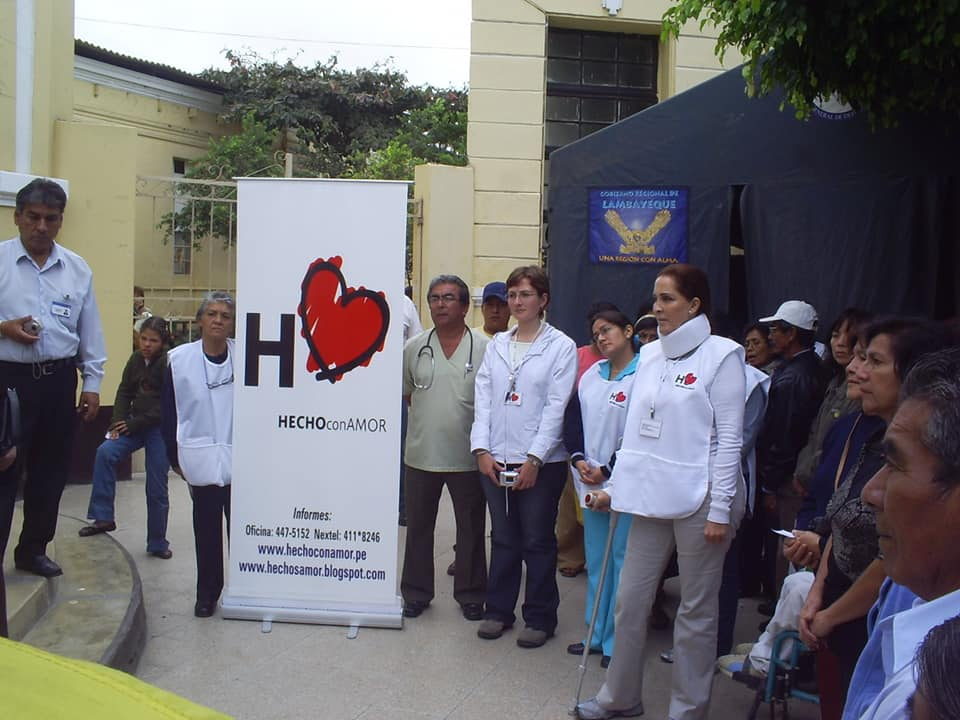 H
HECHOconAMOR
Informes:
Oficina: 447-5152 Nextel: 411*8246
www.hechoconamor.pe
www.hechosamor.blogspot.com
GOBIERNO REGIONAL DE
LAMBAYEQUE
UNA REGIÓN CON ALMA
H
H